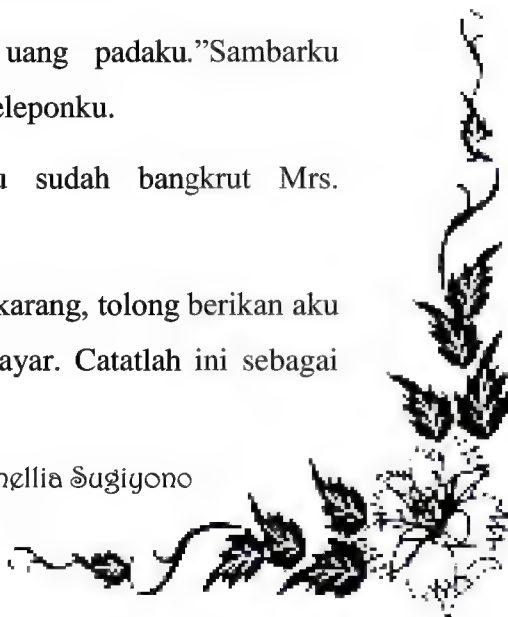 uang padaku.”Sambarku
eleponku.
sudah bangkrut Mrs.
karang, tolong berikan aku
ayar. Catatlah ini sebagai
nellia Sugiyono